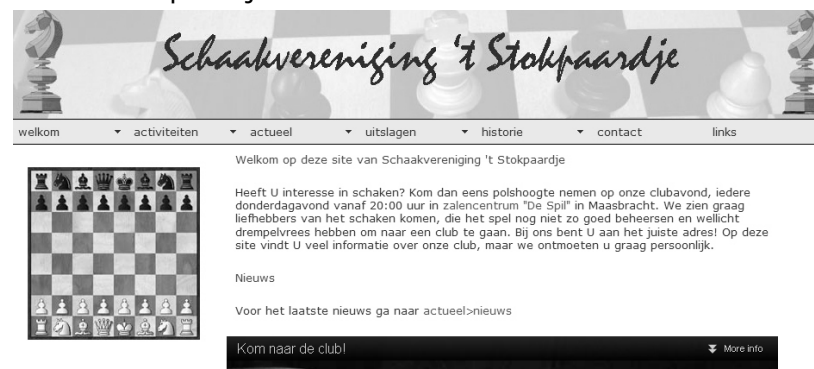 Schaakvereniging 't Stokpaardje
welkom activiteiten actueel uitslagen historie contact links
Welkom op deze site van Schaakvereniging 't Stokpaardje
Heeft U interesse in schaken? Kom dan eens polshoogte nemen op onze clubavond, iedere
donderdagavond vanaf 20:00 uur in zalencentrum "De Spil" in Maasbracht. We zien graag
liefhebbers van het schaken komen, die het spel nog niet zo goed beheersen en wellicht
drempelvrees hebben om naar een club te gaan. Bij ons bent U aan het juiste adres! Op deze
site vindt U veel informatie over onze club, maar we ontmoeten u graag persoonlijk.
Nieuws
Voor het laatste nieuws ga naar actueel>nieuws
Kom naar de club! More info